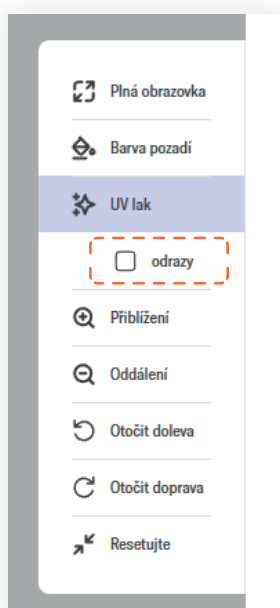 Plná obrazovka
Barva pozadí
UV lak
odrazy
Přiblížení
Oddálení
Otočit doleva
Otočit doprava
Resetujte